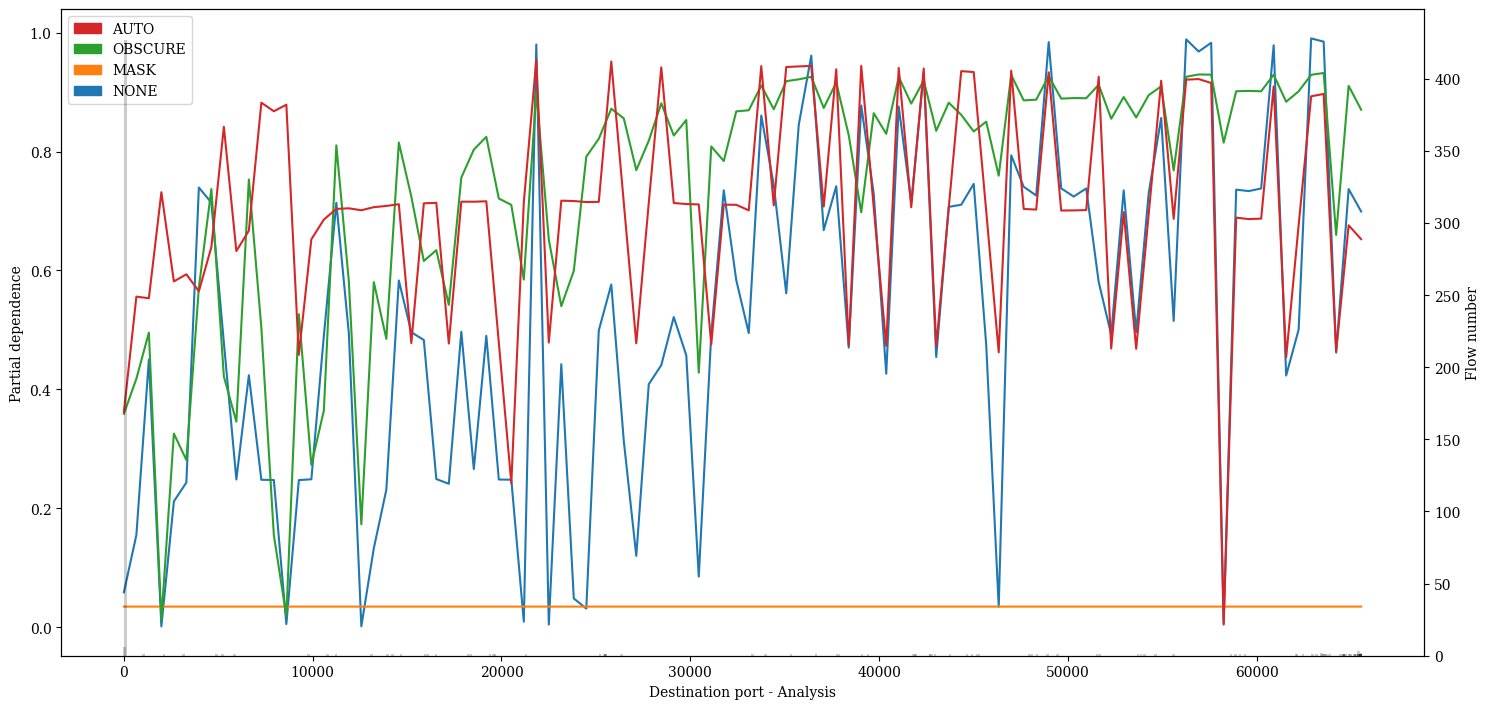 AUTO
OBSCURE
MASK
NONE
Partial dependence
1.0
0.8
0.6
0.4
0.2
0.0
Flow number
400
350
300
250
200
150
100
50
0
0 10000 20000 30000 40000 50000 60000
Destination port - Analysis